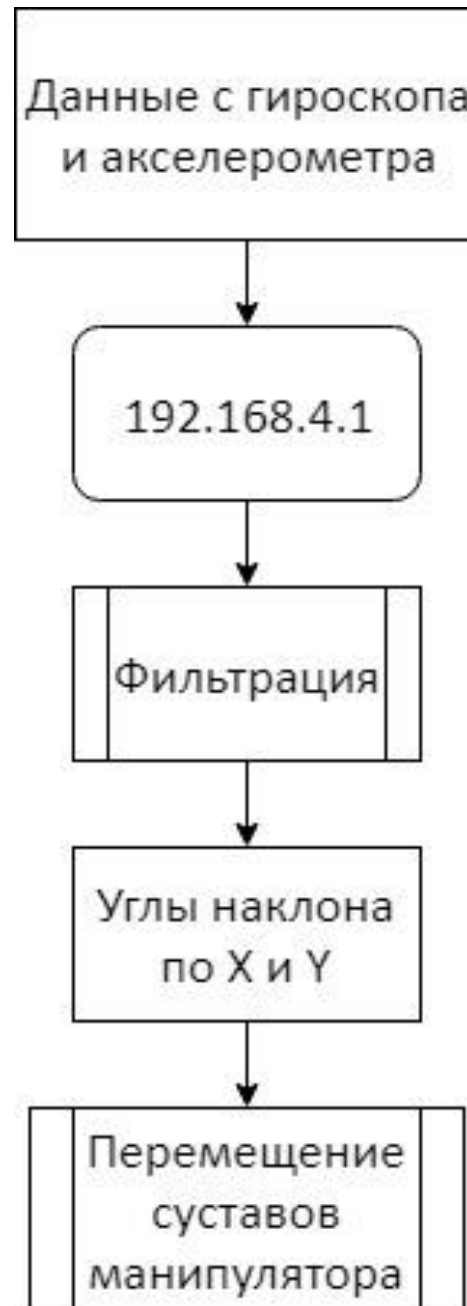 Данные с гироскопа
и акселерометра
192.168.4.1
Фильтрация
Углы наклона
по X и Y
Перемещение
суставов
манипулятора